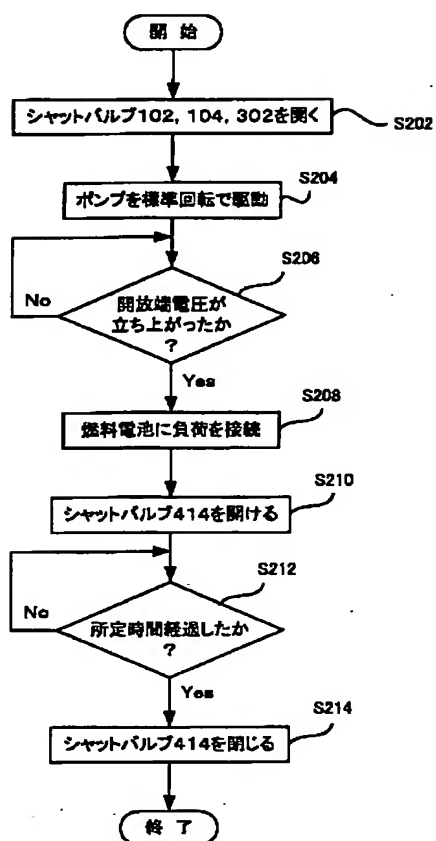 開 始
シャットバルブ102，104，302を開く
S202
S204
ポンプを標準回転で駆動
S206
No
開放端電圧が
立ち上がったか
？
Yes
S208
燃料電池に負荷を接続
S210
シャットバルブ414を開ける
S212
No
所定時間経過したか
？
Yes
S214
シャットバルブ414を閉じる
終 了